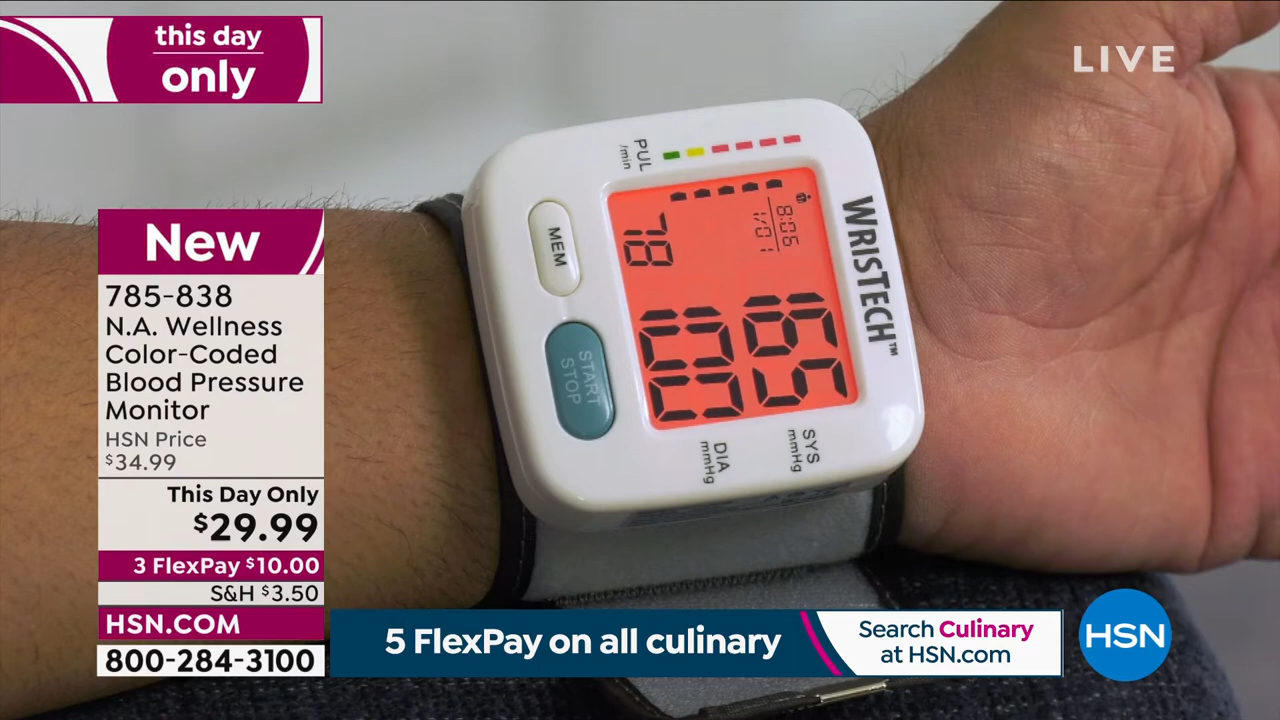 this day
only
LIVE
New
785-838
N.A. Wellness
Color-Coded
Blood Pressure
Monitor
HSN Price
$34.99
This Day Only
$29.99
3 FlexPay $10.00
S&H $3.50
HSN.COM
800-284-3100
WRISTECH™
8:06
1/01
78
PUL
/min
MEM
START
STOP
SYS
mmHg
DIA
mmHg
5 FlexPay on all culinary
Search Culinary
at HSN.com
HSN